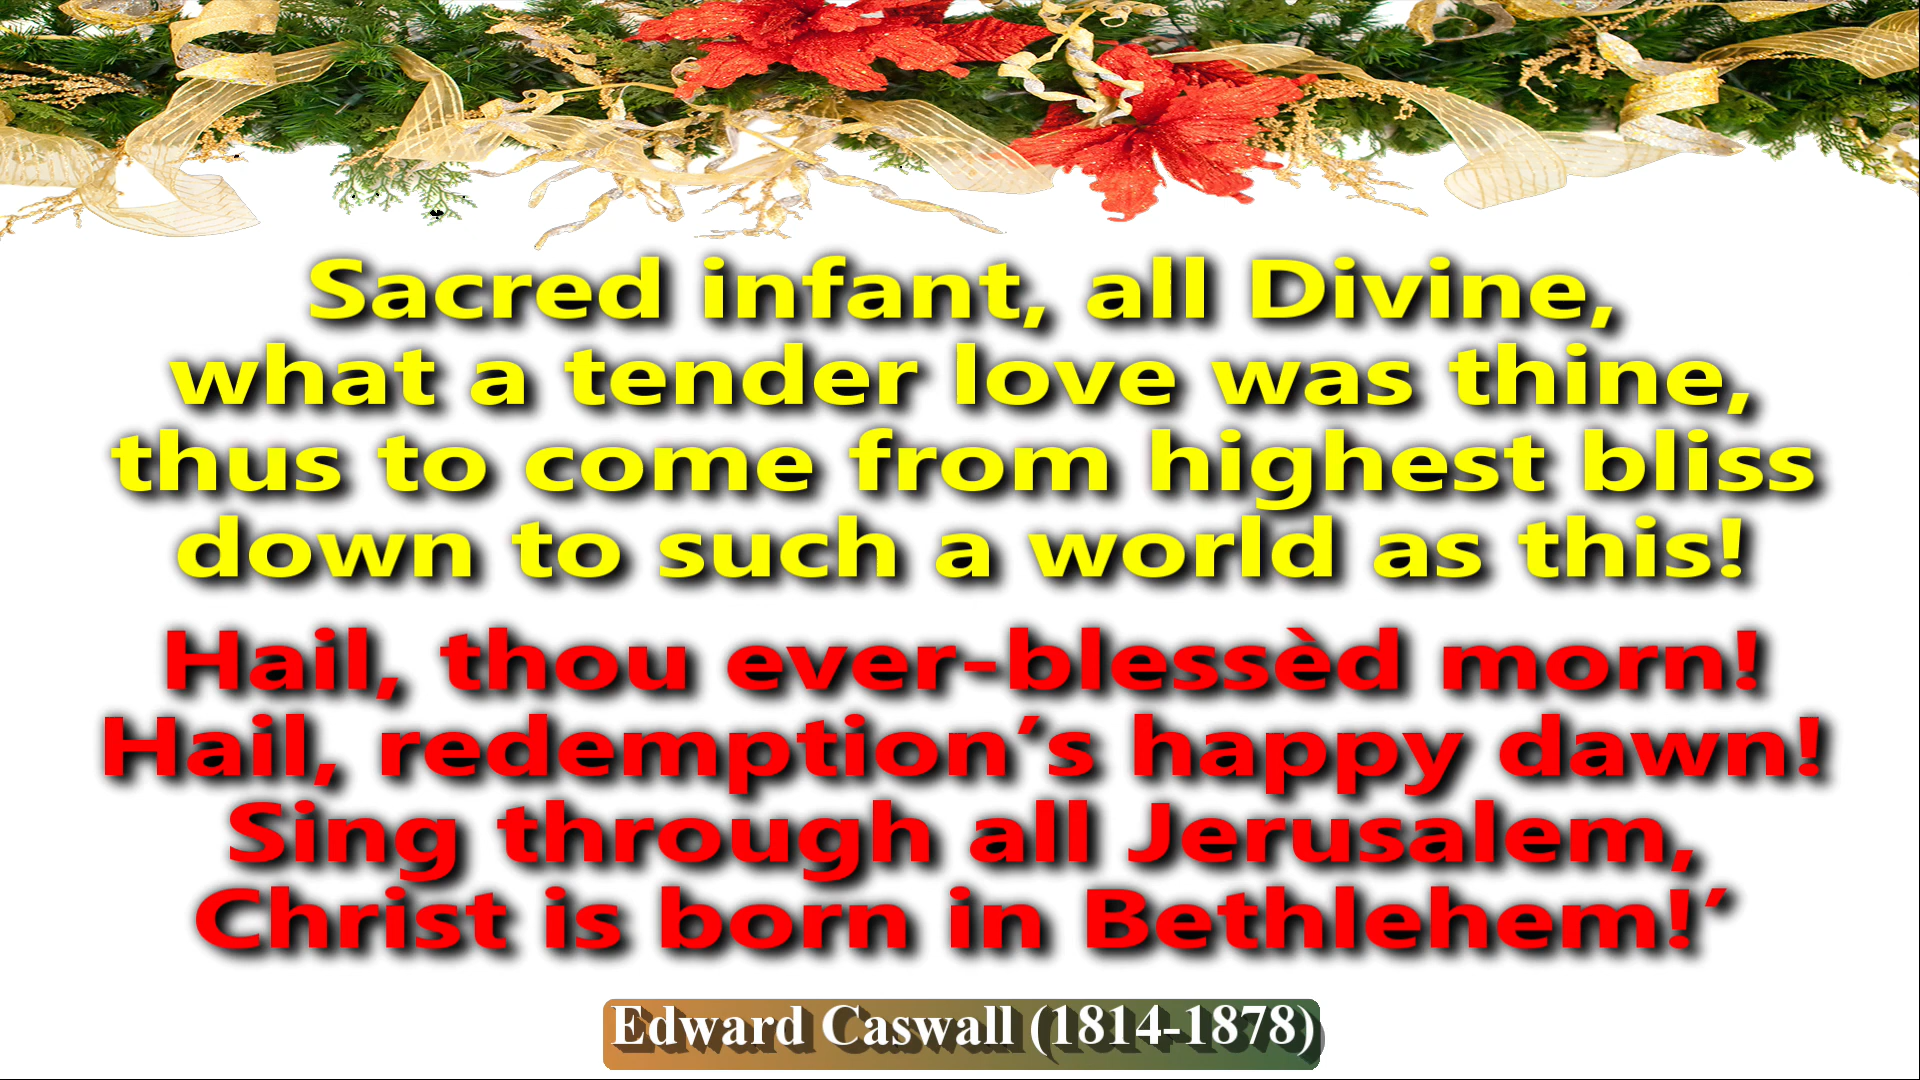 Sacred infant, all Divine,
what a tender love was thine,
thus to come from highest bliss
down to such a world as this!
Hail, thou ever-blessèd morn!
Hail, redemption’s happy dawn!
Sing through all Jerusalem,
Christ is born in Bethlehem!’
Edward Caswall (1814-1878)